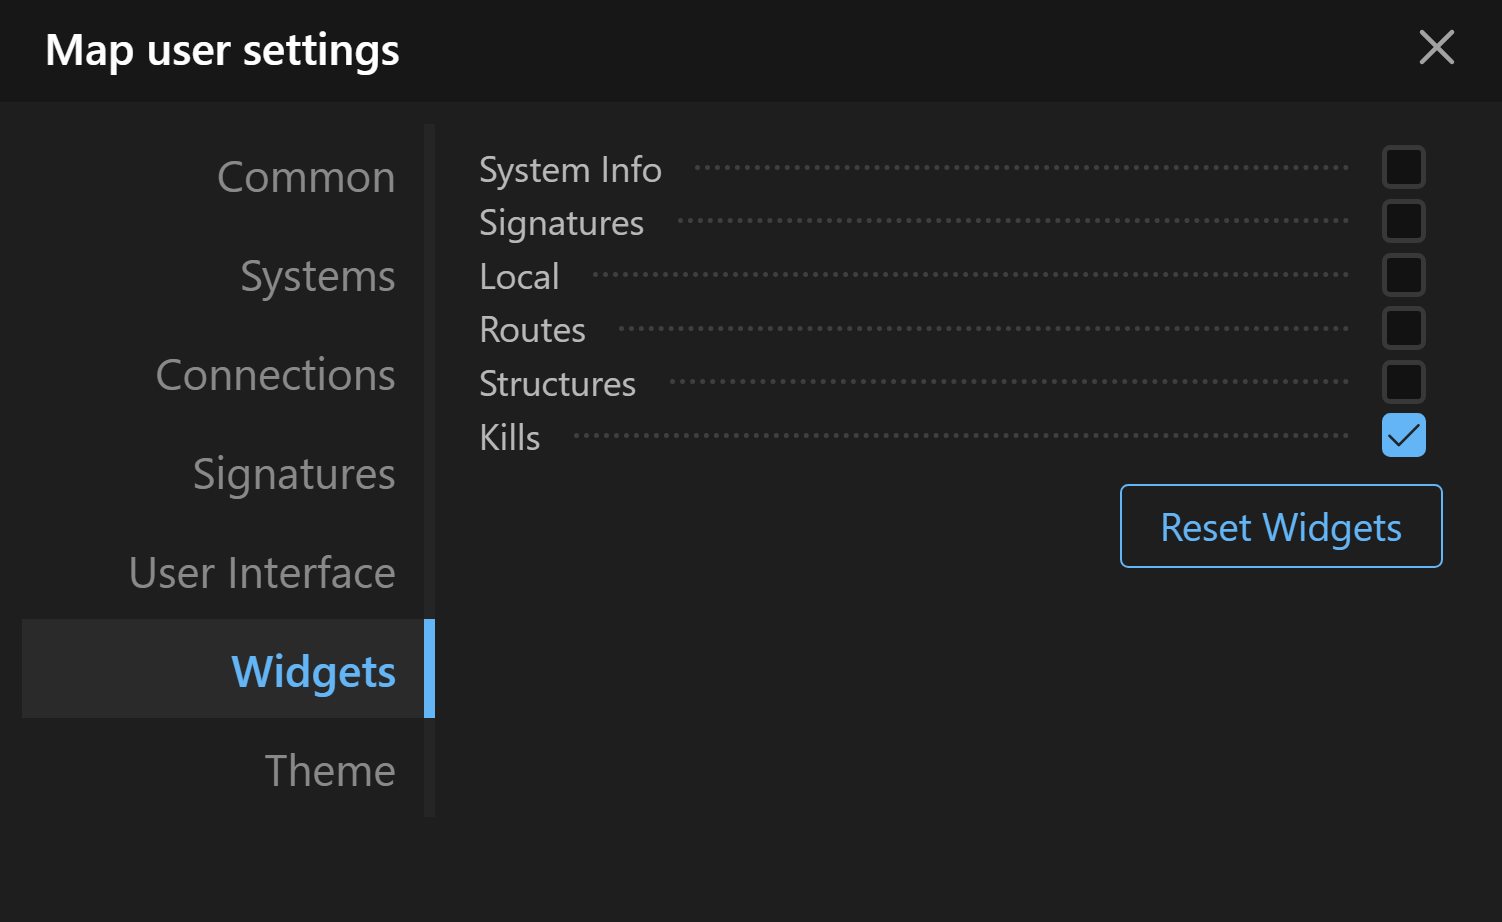 Map user settings
Common
Systems
Connections
Signatures
User Interface
Widgets
Theme
System Info
Signatures
Local
Routes
Structures
Kills
Reset Widgets